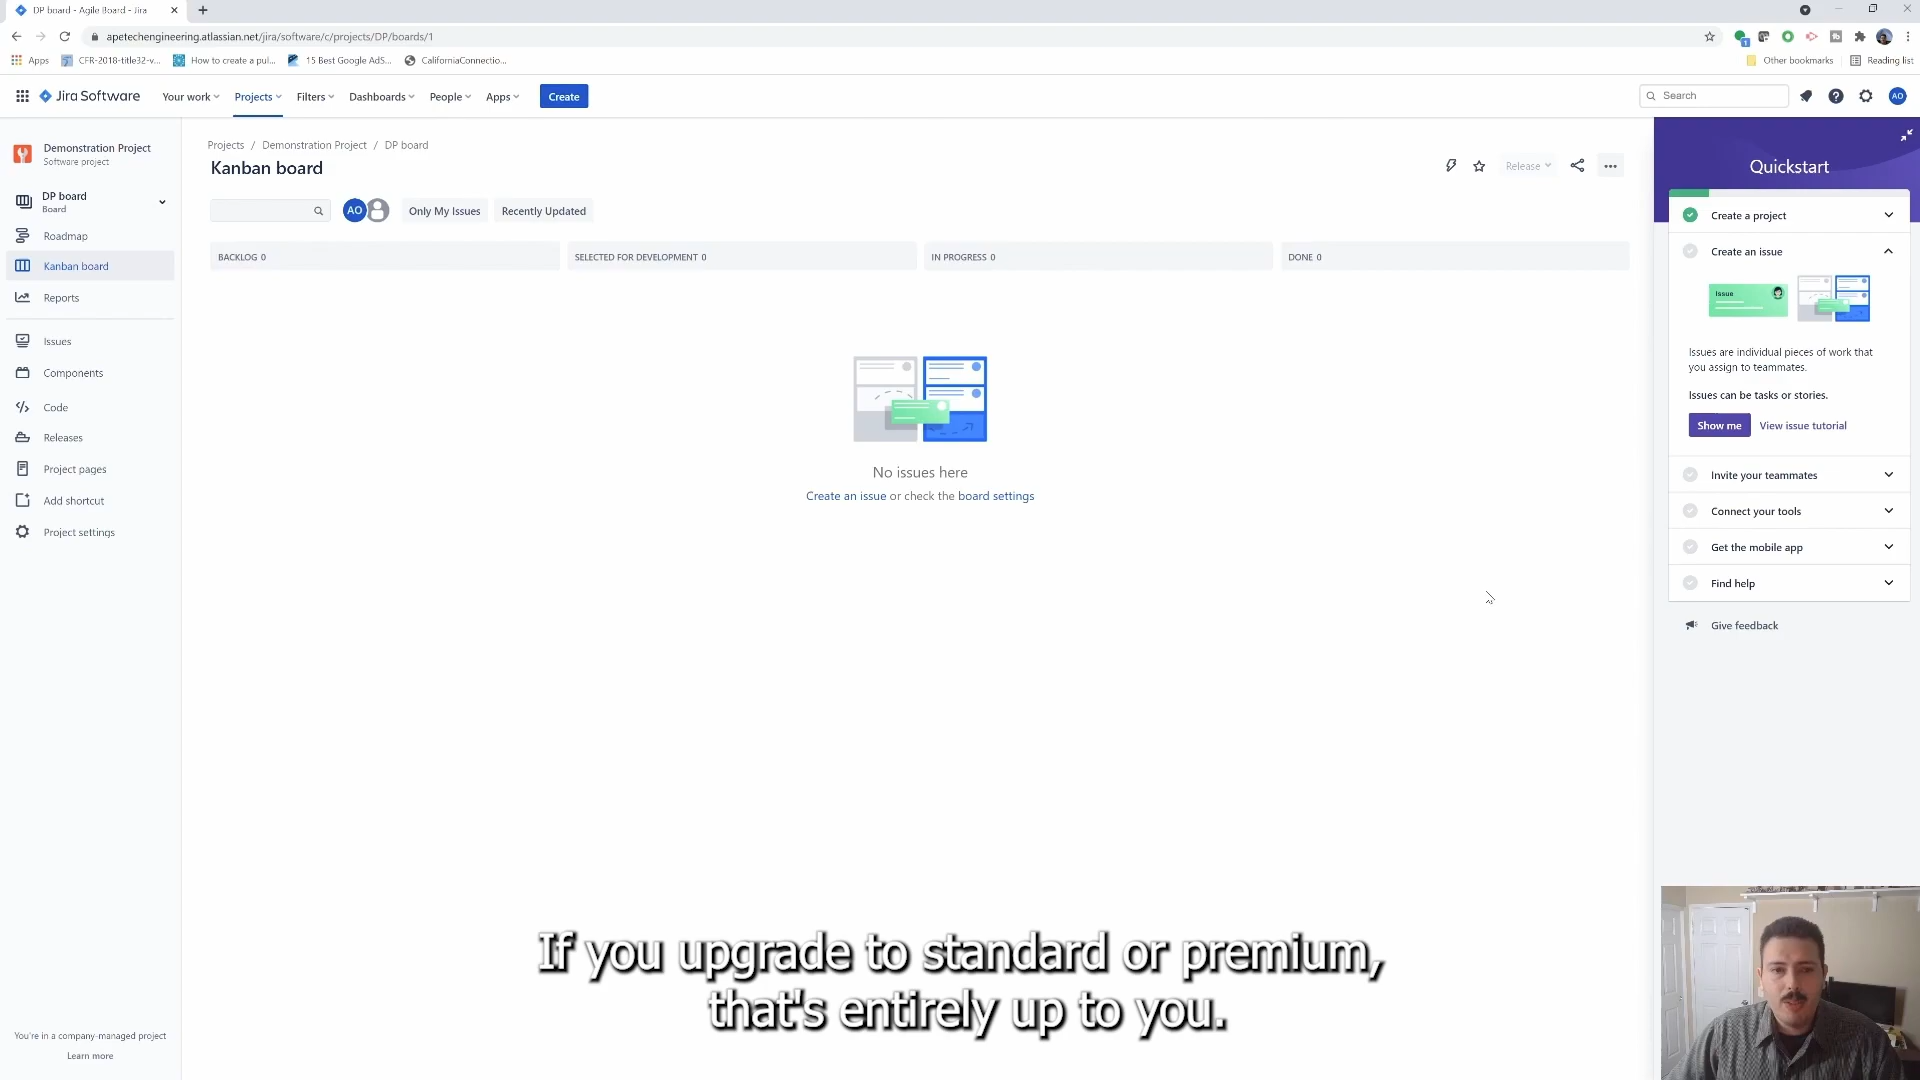 DP board - Agile Board - Jira
apetechengineering.atlassian.net/jira/software/c/projects/DP/boards/1
Apps
CFR-2018-title32-v...
How to create a pul...
15 Best Google AdS...
CaliforniaConnectio...
Other bookmarks
Reading list
Jira Software
Your work
Projects
Filters
Dashboards
People
Apps
Create
Search
AO
Demonstration Project
Software project
DP board
Board
Roadmap
Kanban board
Reports
Issues
Components
Code
Releases
Project pages
Add shortcut
Project settings
You're in a company-managed project
Learn more
Projects / Demonstration Project / DP board
Kanban board
Release
AO
Only My Issues
Recently Updated
BACKLOG 0
SELECTED FOR DEVELOPMENT 0
IN PROGRESS 0
DONE 0
No issues here
Create an issue or check the board settings
Quickstart
Create a project
Create an issue
Issue
Issues are individual pieces of work that
you assign to teammates.
Issues can be tasks or stories.
Show me
View issue tutorial
Invite your teammates
Connect your tools
Get the mobile app
Find help
Give feedback
If you upgrade to standard or premium,
that's entirely up to you.